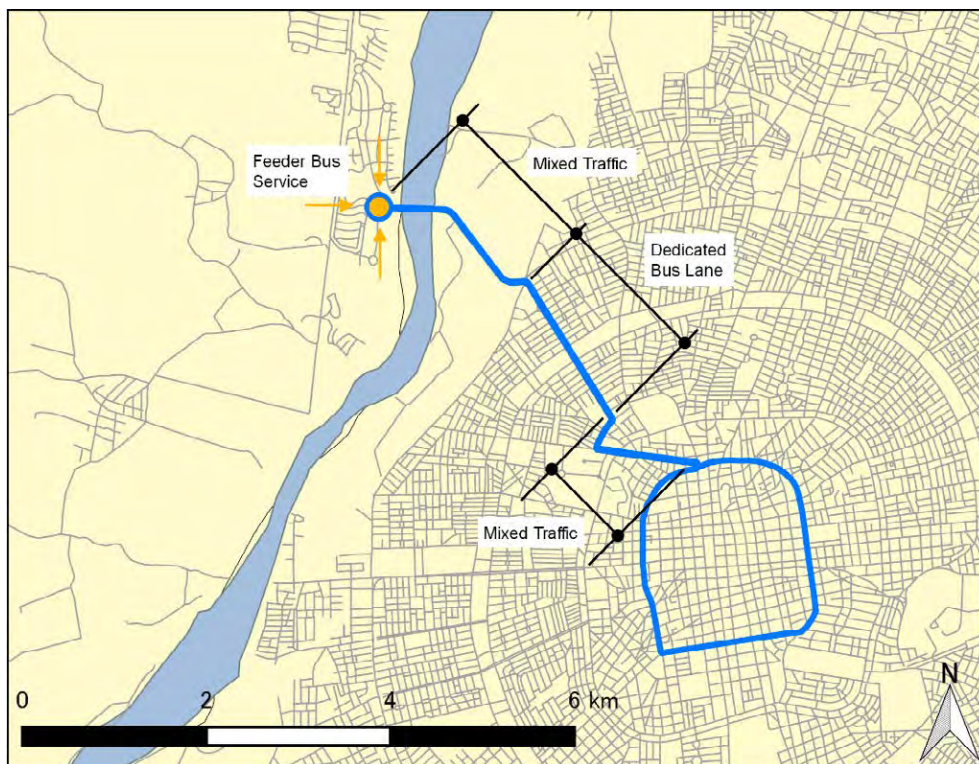 Feeder Bus
Service
Mixed Traffic
Dedicated
Bus Lane
Mixed Traffic
0 2 4 6 km
N